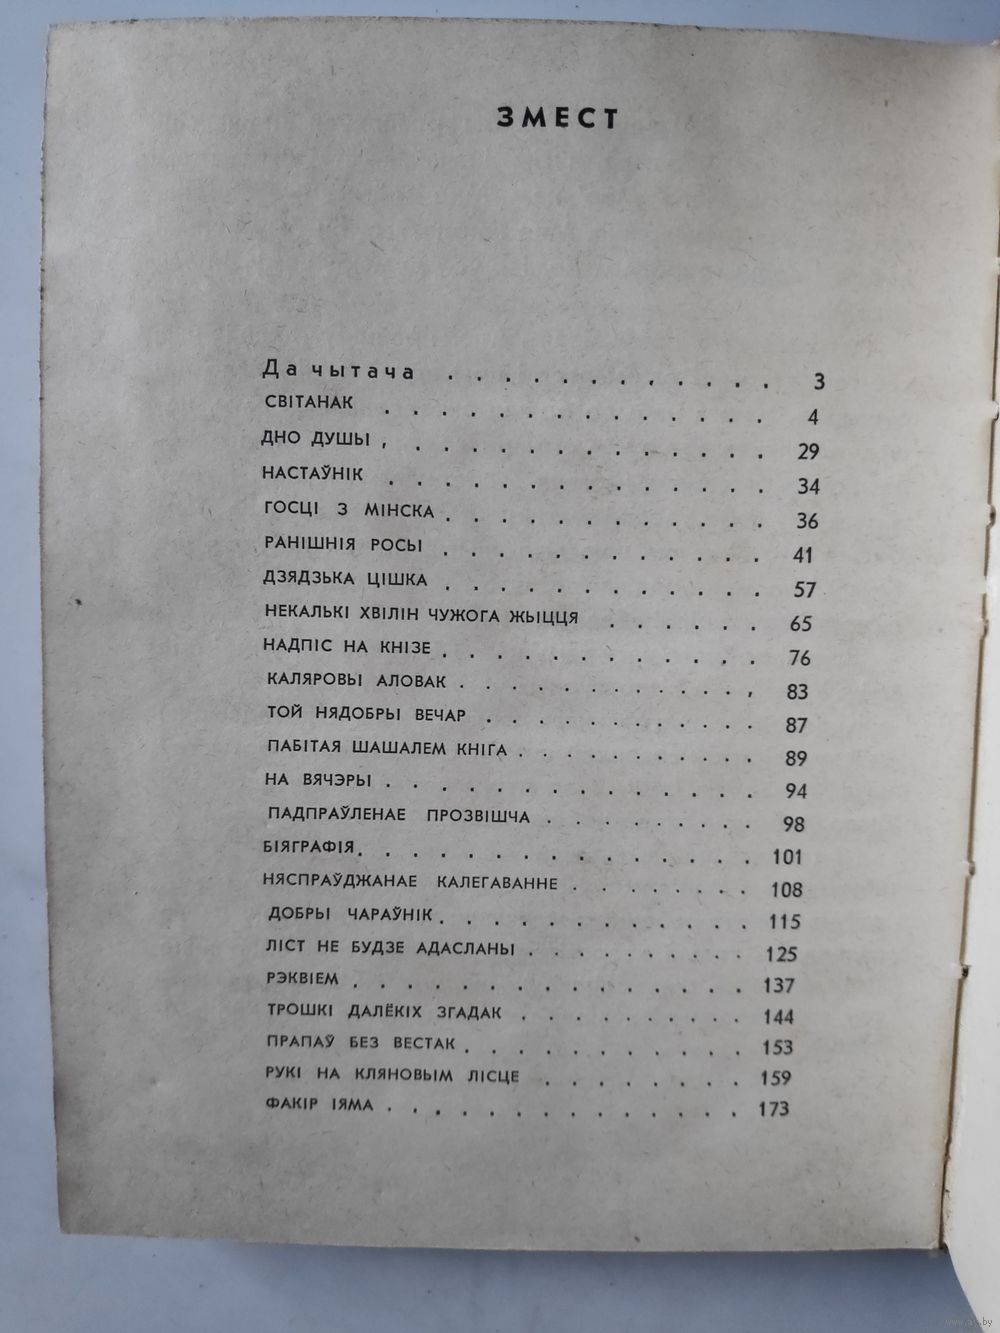 ЗМЕСТ
Да чытача . . . . . . . . . . . . 3
СВІТАНАК . . . . . . . . . . . . . . 4
ДНО ДУШЫ , . . . . . . . . . . . . . 29
НАСТАЎНІК . . . . . . . . . . . . . . 34
ГОСЦІ З МІНСКА . . . . . . . . . . . . 36
РАНІШНІЯ РОСЫ . . . . . . . . . . . . 41
ДЗЯДЗЬКА ЦІШКА . . . . . . . . . . . . 57
НЕКАЛЬКІ ХВІЛІН ЧУЖОГА ЖЫЦЦЯ . . . . . . 65
НАДПІС НА КНІЗЕ . . . . . . . . . . . . 76
КАЛЯРОВЫ АЛОВАК . . . . . . . . . . . , 83
ТОЙ НЯДОБРЫ ВЕЧАР . . . . . . . . . . . 87
ПАБІТАЯ ШАШАЛЕМ КНІГА . . . . . . . . . . 89
НА ВЯЧЭРЫ . . . . . . . . . . . . . . 94
ПАДПРАЎЛЕНАЕ ПРОЗВІШЧА . . . . . . . . . 98
БІЯГРАФІЯ . . . . . . . . . . . . . . . 101
НЯСПРАЎДЖАНАЕ КАЛЕГАВАННЕ . . . . . . . 108
ДОБРЫ ЧАРАЎНІК . . . . . . . . . . . . 115
ЛІСТ НЕ БУДЗЕ АДАСЛАНЫ . . . . . . . . . 125
РЭКВІЕМ . . . . . . . . . . . . . . . 137
ТРОШКІ ДАЛЁКІХ ЗГАДАК . . . . . . . . . 144
ПРАПАЎ БЕЗ ВЕСТАК . . . . . . . . . . . 153
РУКІ НА КЛЯНОВЫМ ЛІСЦЕ . . . . . . . . 159
ФАКІР ІЯМА . . . . . . . . . . . . . . 173